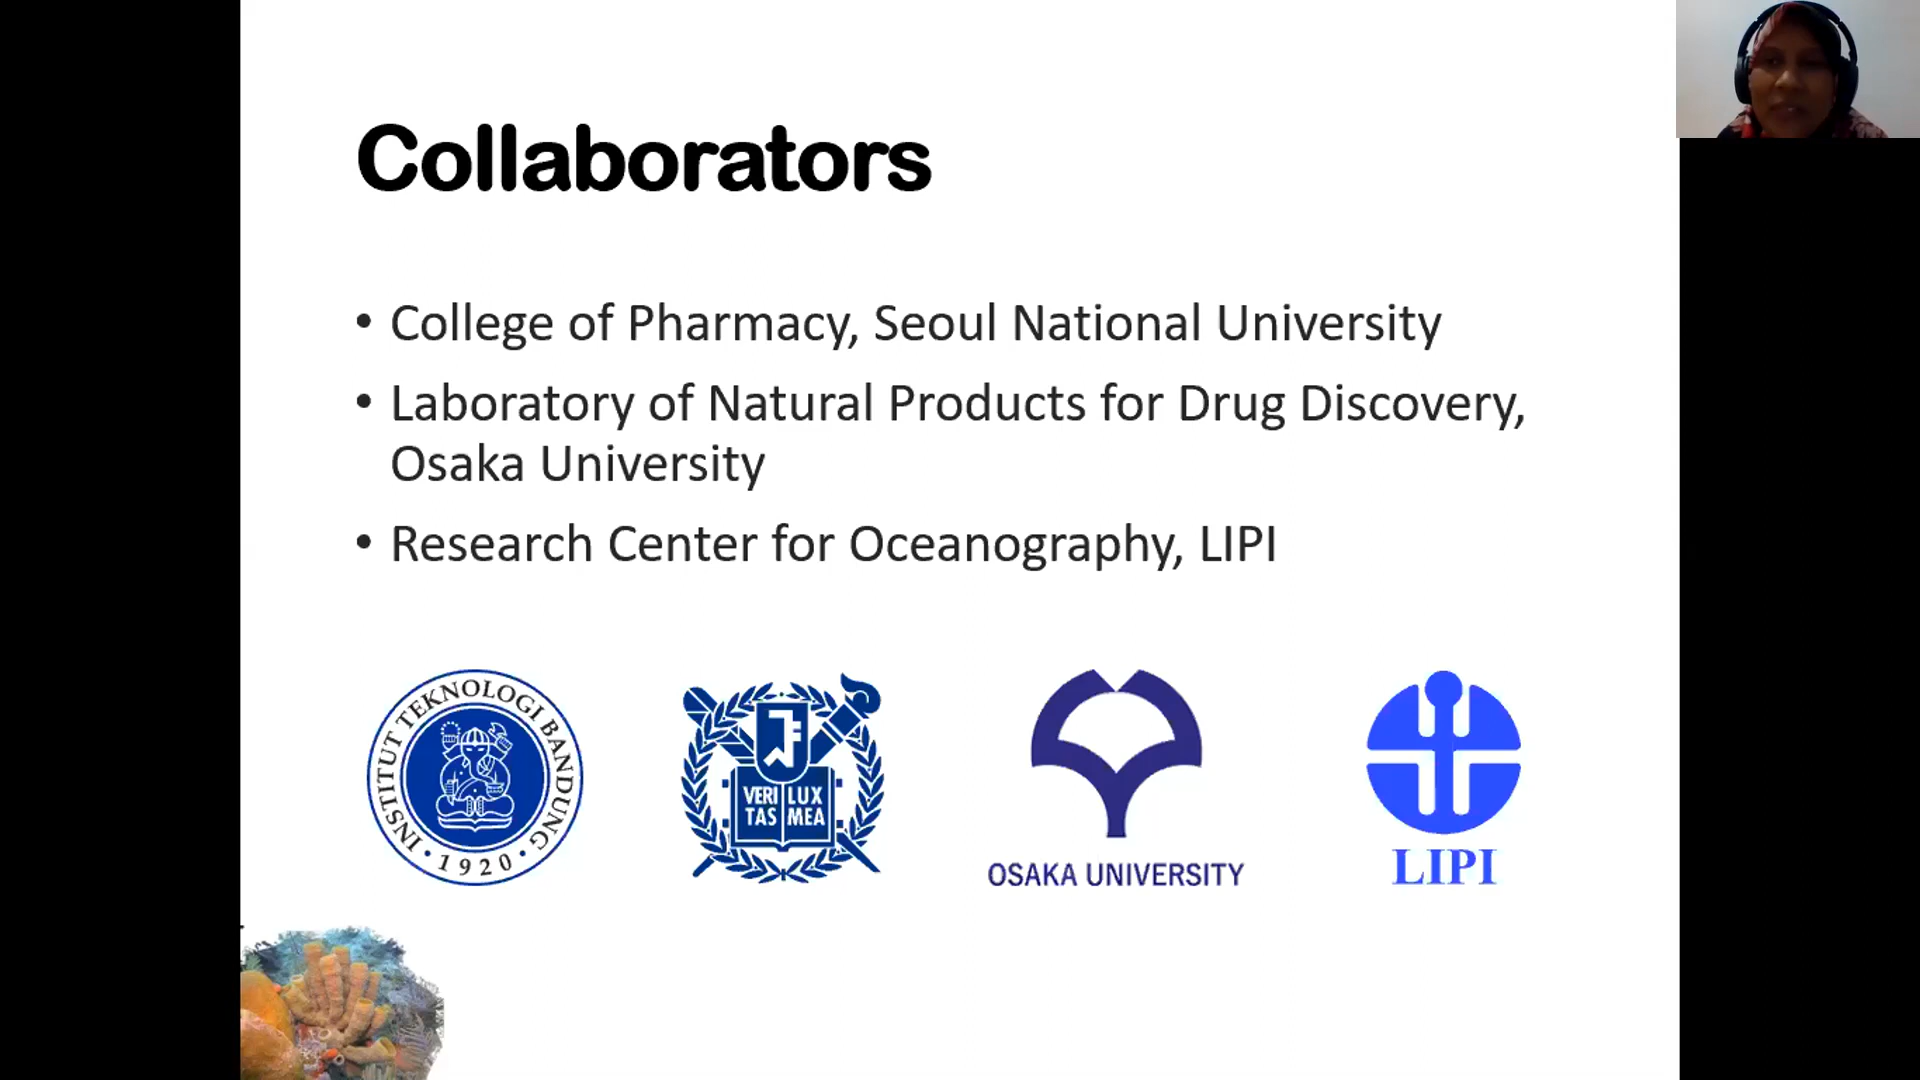 Collaborators
• College of Pharmacy, Seoul National University
• Laboratory of Natural Products for Drug Discovery,
Osaka University
• Research Center for Oceanography, LIPI
INSTITUT TEKNOLOGI BANDUNG
• 1920 •
VERI LUX
TAS MEA
OSAKA UNIVERSITY
LIPI